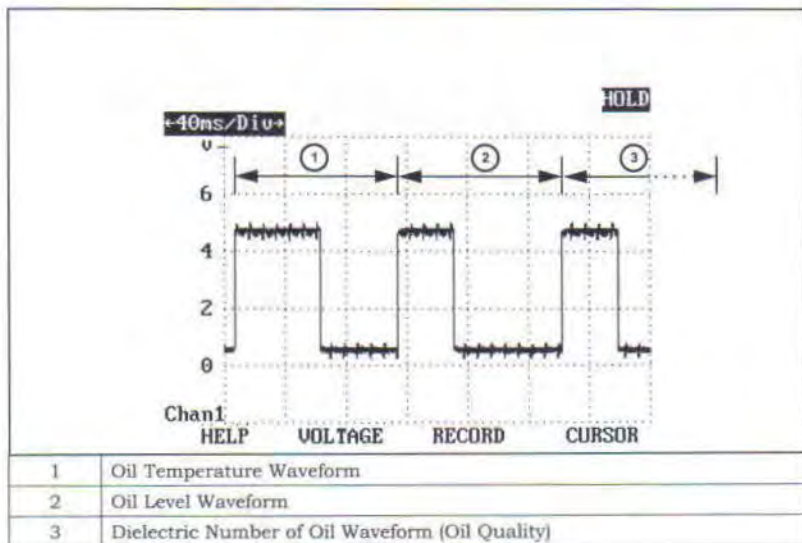 HOLD
←40ms/Div→
V
1 2 3
6
4
2
0
Chan1
HELP VOLTAGE RECORD CURSOR
1 Oil Temperature Waveform
2 Oil Level Waveform
3 Dielectric Number of Oil Waveform (Oil Quality)